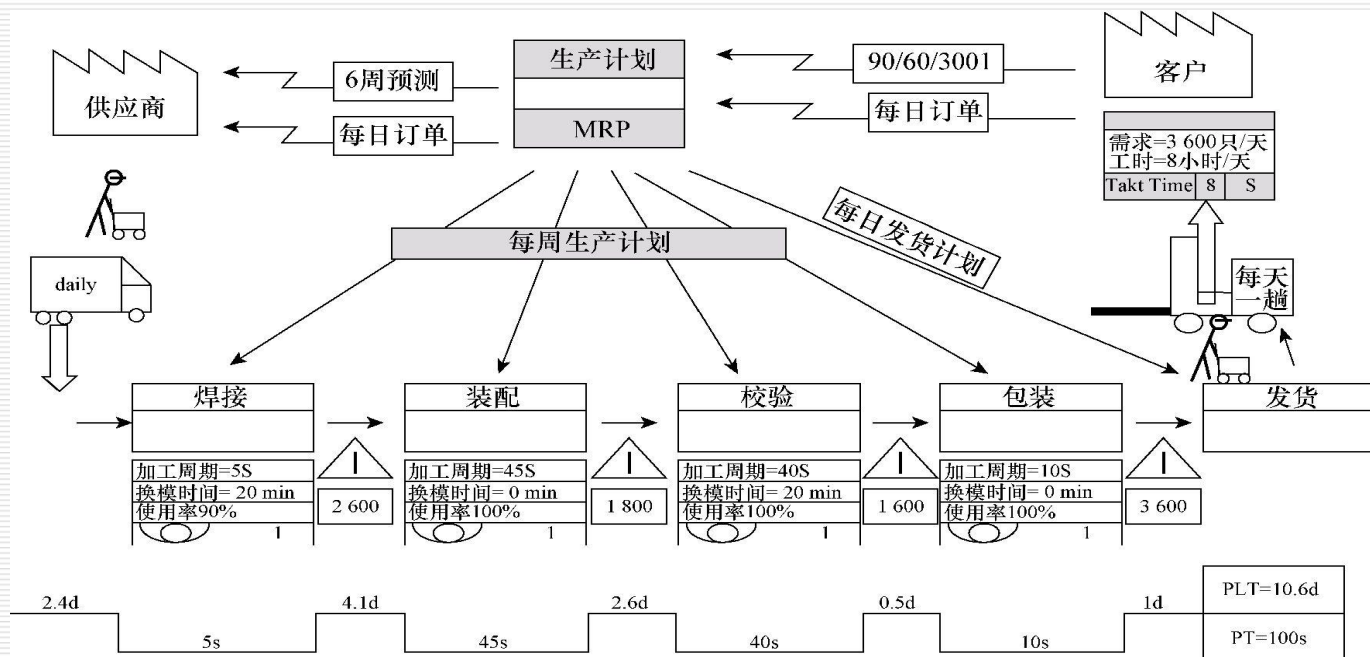 供应商
6周预测
每日订单
生产计划
MRP
90/60/3001
每日订单
客户
需求=3 600只/天
工时=8小时/天
Takt Time 8 S
daily
每周生产计划
每日发货计划
每天
一趟
焊接
装配
校验
包装
发货
加工周期=5S
换模时间= 20 min
使用率90%
1
I
2 600
加工周期=45S
换模时间= 0 min
使用率100%
1
I
1 800
加工周期=40S
换模时间= 20 min
使用率100%
1
I
1 600
加工周期=10S
换模时间= 0 min
使用率100%
1
I
3 600
2.4d
5s
4.1d
45s
2.6d
40s
0.5d
10s
1d
PLT=10.6d
PT=100s